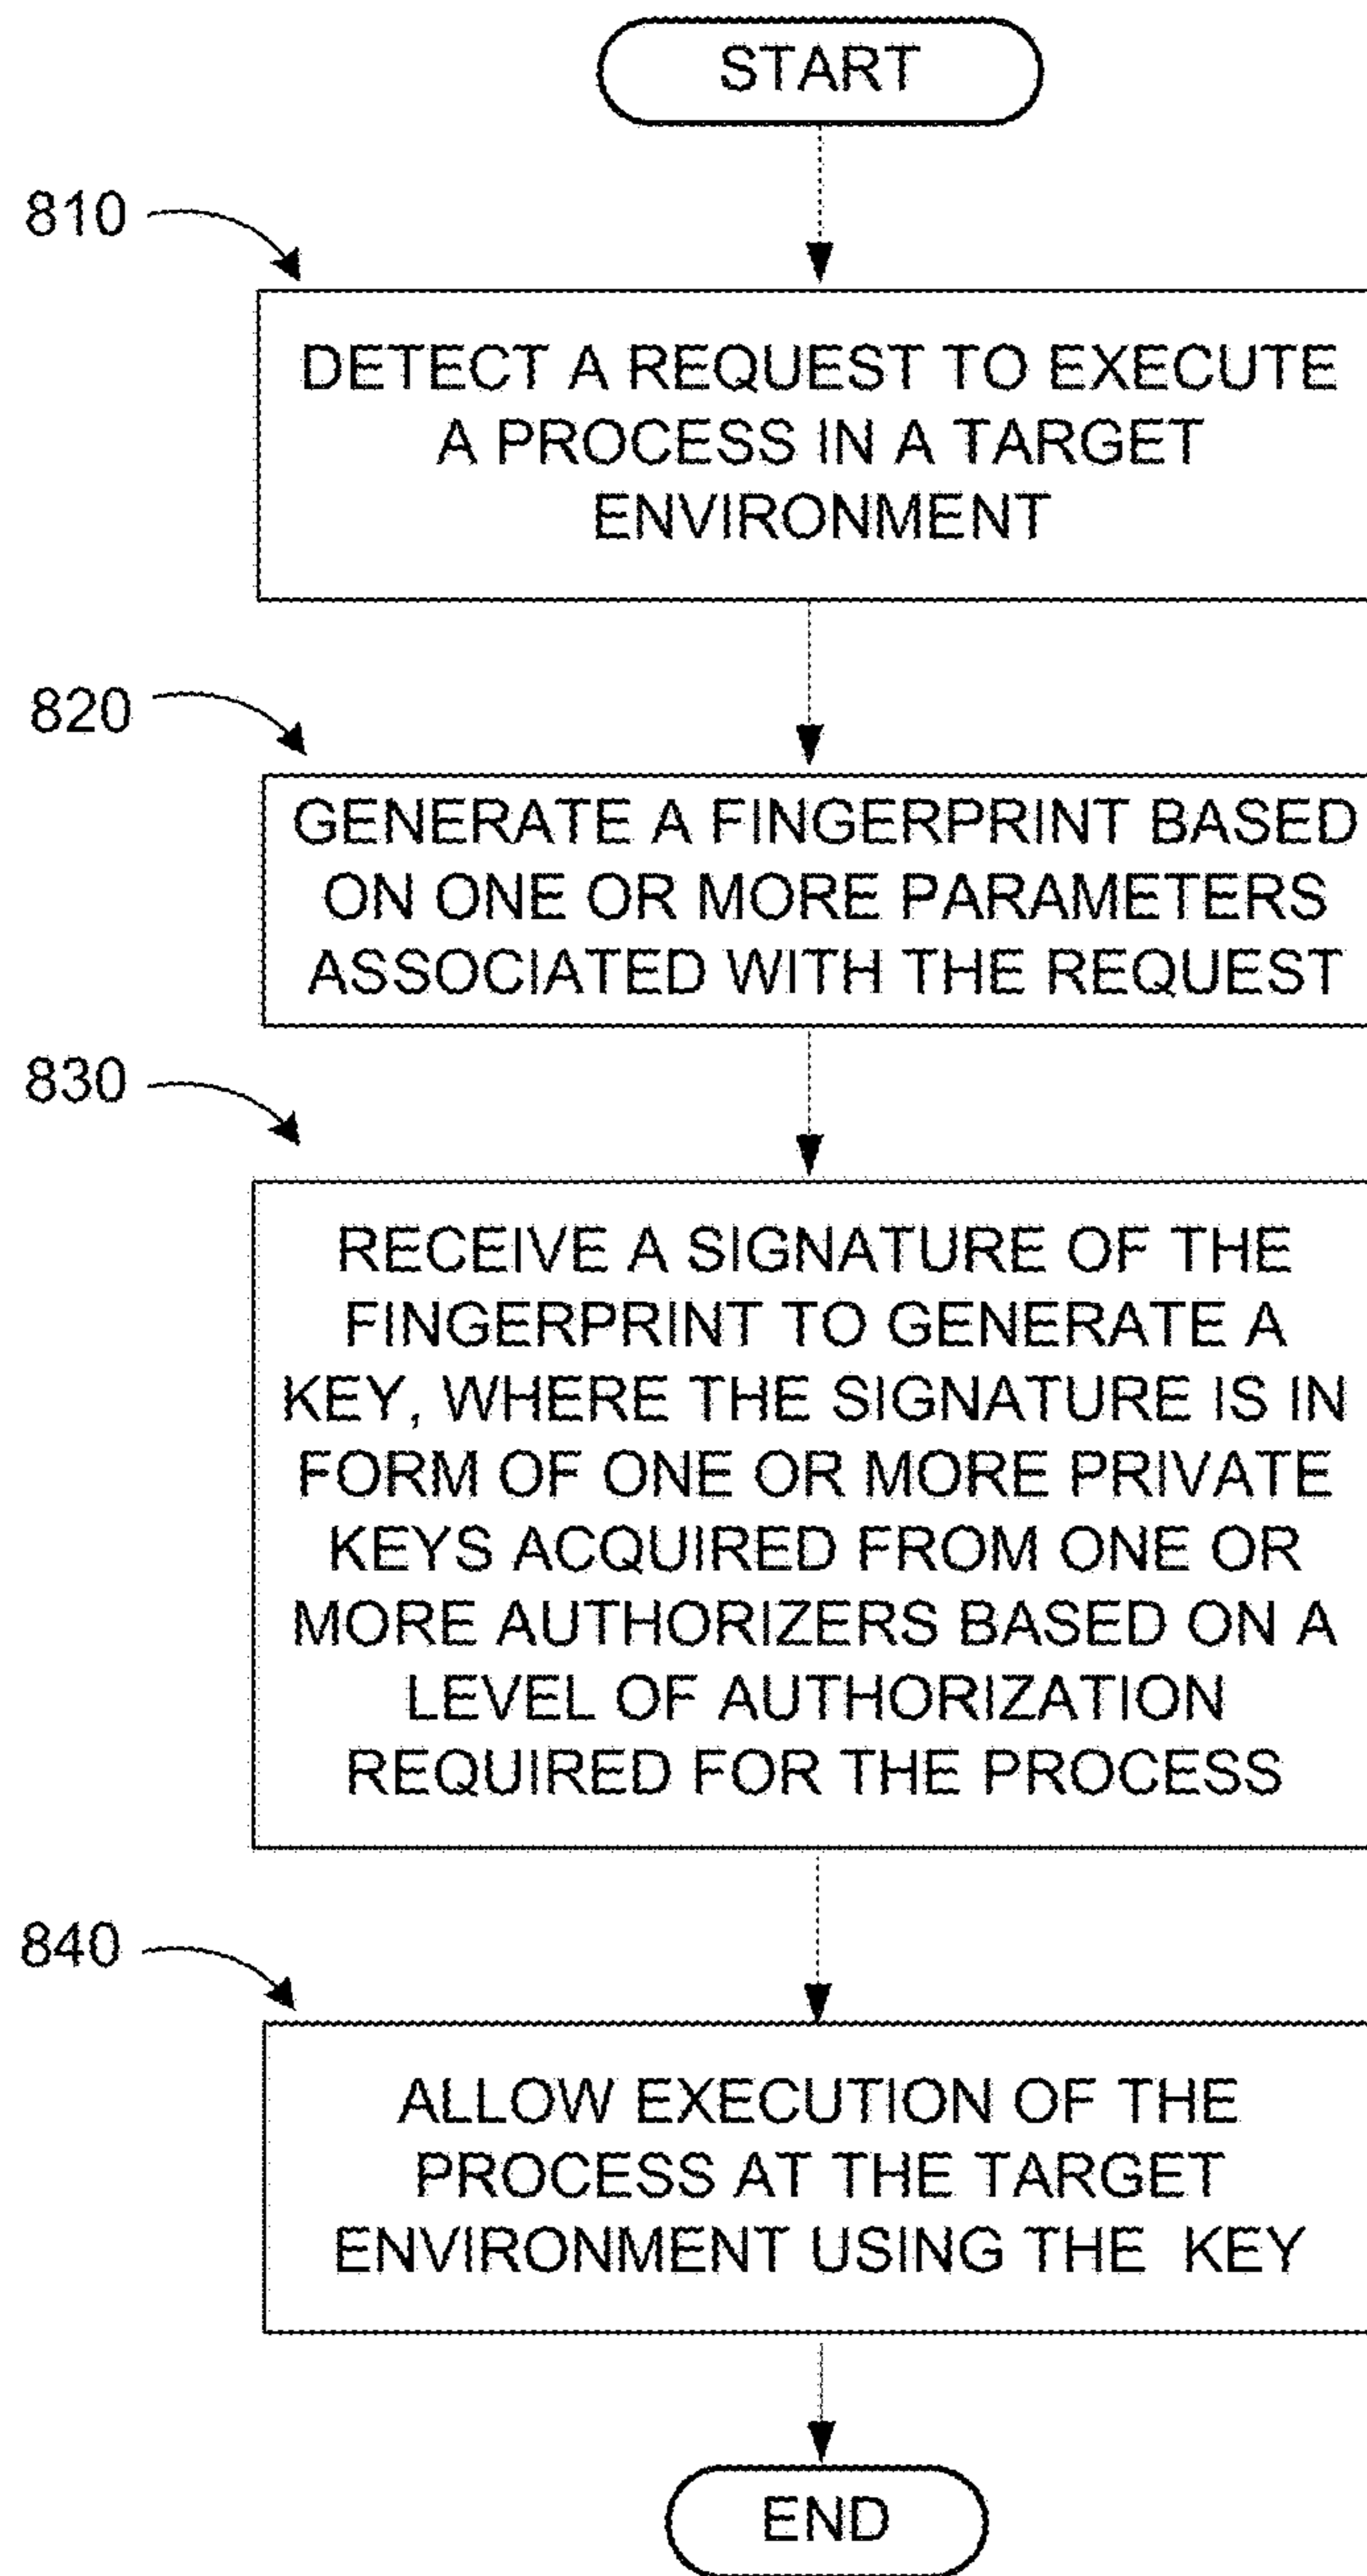 START
810
DETECT A REQUEST TO EXECUTE
A PROCESS IN A TARGET
ENVIRONMENT
820
GENERATE A FINGERPRINT BASED
ON ONE OR MORE PARAMETERS
ASSOCIATED WITH THE REQUEST
830
RECEIVE A SIGNATURE OF THE
FINGERPRINT TO GENERATE A
KEY, WHERE THE SIGNATURE IS IN
FORM OF ONE OR MORE PRIVATE
KEYS ACQUIRED FROM ONE OR
MORE AUTHORIZERS BASED ON A
LEVEL OF AUTHORIZATION
REQUIRED FOR THE PROCESS
840
ALLOW EXECUTION OF THE
PROCESS AT THE TARGET
ENVIRONMENT USING THE KEY
END